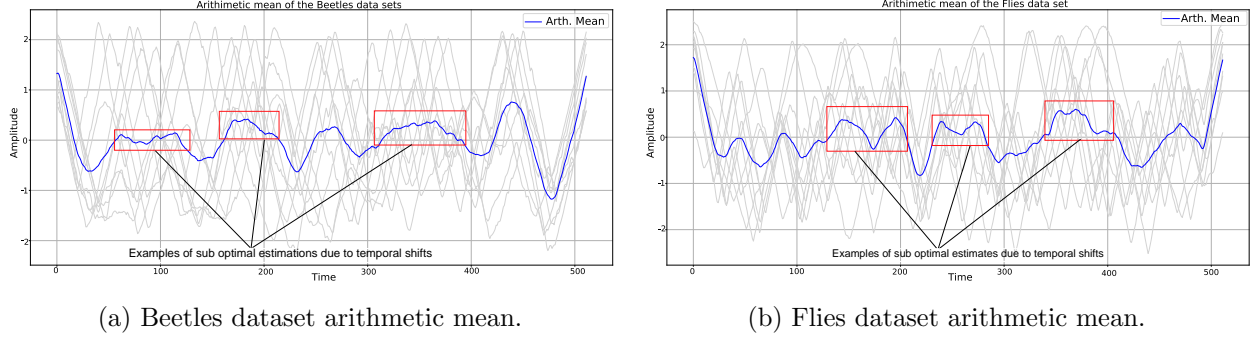 Arithimetic mean of the Beetles data sets
Arth. Mean
2
1
0
-1
-2
Amplitude
0
100
200
300
400
500
Time
Examples of sub optimal estimations due to temporal shifts
(a) Beetles dataset arithmetic mean.
Arithimetic mean of the Flies data set
Arth. Mean
2
1
0
-1
-2
Amplitude
0
100
200
300
400
500
Time
Examples of sub optimal estimates due to temporal shifts
(b) Flies dataset arithmetic mean.